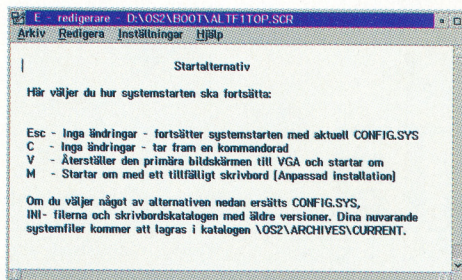 E - redigerare - D:\OS2\BOOT\ALTF1TOP.SCR
Arkiv Redigera Inställningar Hjälp
Startalternativ
Här väljer du hur systemstarten ska fortsätta:
Esc - Inga ändringar - fortsätter systemstarten med aktuell CONFIG.SYS
C - Inga ändringar - tar fram en kommandorad
V - Återställer den primära bildskärmen till VGA och startar om
M - Startar om med ett tillfälligt skrivbord (Anpassad installation)
Om du väljer något av alternativen nedan ersätts CONFIG.SYS,
INI- filerna och skrivbordskatalogen med äldre versioner. Dina nuvarande
systemfiler kommer att lagras i katalogen \OS2\ARCHIVES\CURRENT.